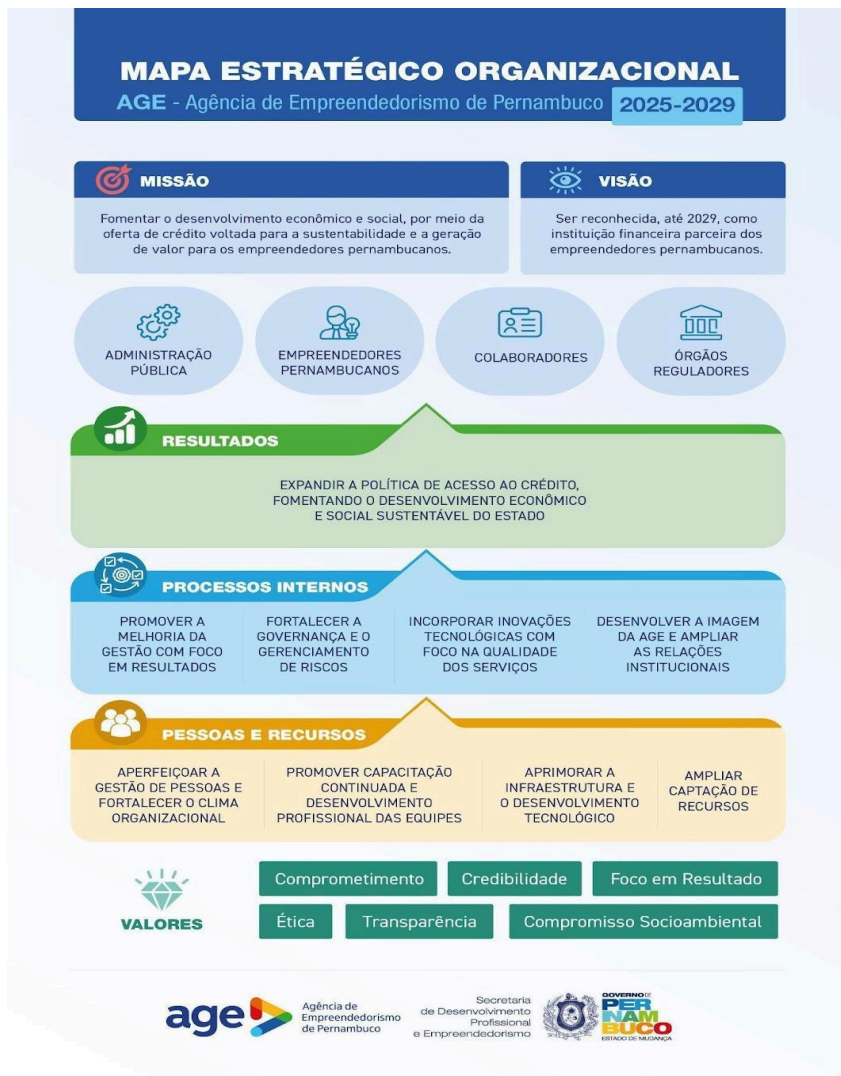 MAPA ESTRATÉGICO ORGANIZACIONAL
AGE - Agência de Empreendedorismo de Pernambuco 2025-2029
MISSÃO
Fomentar o desenvolvimento econômico e social, por meio da
oferta de crédito voltada para a sustentabilidade e a geração
de valor para os empreendedores pernambucanos.
VISÃO
Ser reconhecida, até 2029, como
instituição financeira parceira dos
empreendedores pernambucanos.
ADMINISTRAÇÃO
PÚBLICA
EMPREENDEDORES
PERNAMBUCANOS
COLABORADORES
ÓRGÃOS
REGULADORES
RESULTADOS
EXPANDIR A POLÍTICA DE ACESSO AO CRÉDITO,
FOMENTANDO O DESENVOLVIMENTO ECONÔMICO
E SOCIAL SUSTENTÁVEL DO ESTADO
PROCESSOS INTERNOS
PROMOVER A
MELHORIA DA
GESTÃO COM FOCO
EM RESULTADOS
FORTALECER A
GOVERNANÇA E O
GERENCIAMENTO
DE RISCOS
INCORPORAR INOVAÇÕES
TECNOLÓGICAS COM
FOCO NA QUALIDADE
DOS SERVIÇOS
DESENVOLVER A IMAGEM
DA AGE E AMPLIAR
AS RELAÇÕES
INSTITUCIONAIS
PESSOAS E RECURSOS
APERFEIÇOAR A
GESTÃO DE PESSOAS E
FORTALECER O CLIMA
ORGANIZACIONAL
PROMOVER CAPACITAÇÃO
CONTINUADA E
DESENVOLVIMENTO
PROFISSIONAL DAS EQUIPES
APRIMORAR A
INFRAESTRUTURA E
O DESENVOLVIMENTO
TECNOLÓGICO
AMPLIAR
CAPTAÇÃO DE
RECURSOS
VALORES
Comprometimento
Credibilidade
Foco em Resultado
Ética
Transparência
Compromisso Socioambiental
age
Agência de
Empreendedorismo
de Pernambuco
Secretaria
de Desenvolvimento
Profissional
e Empreendedorismo
GOVERNO DE
PER
NAM
BUCO
ESTADO DE MUDANÇA